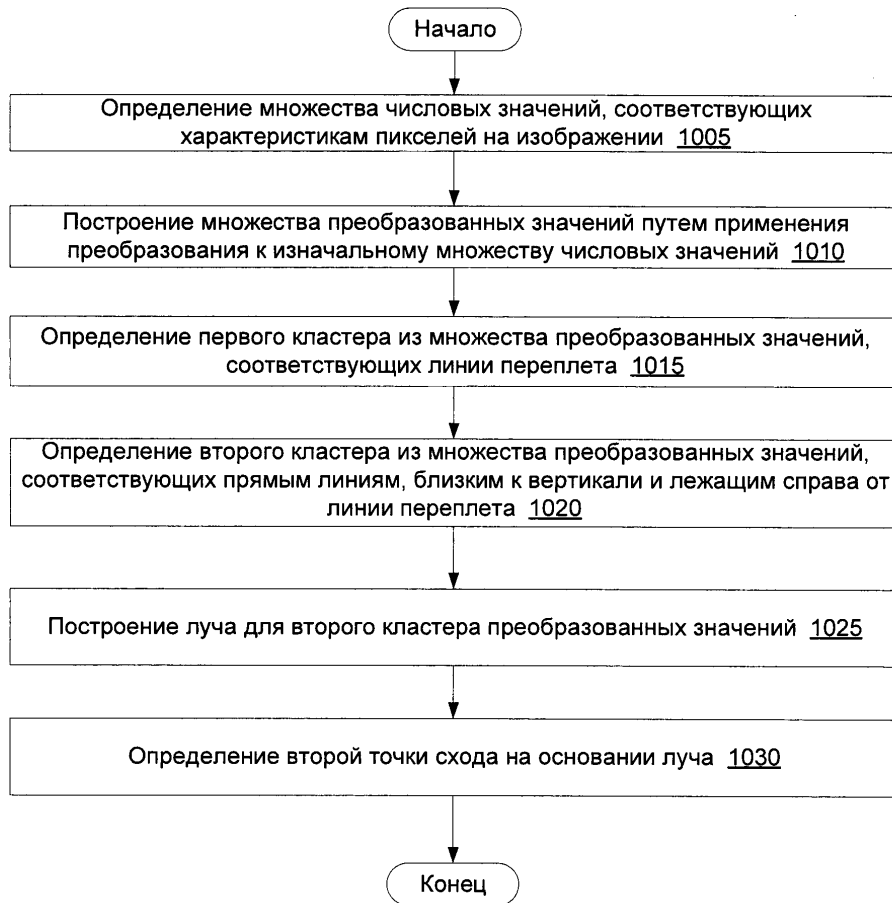 Начало
Определение множества числовых значений, соответствующих
характеристикам пикселей на изображении 1005
Построение множества преобразованных значений путем применения
преобразования к изначальному множеству числовых значений 1010
Определение первого кластера из множества преобразованных значений,
соответствующих линии переплета 1015
Определение второго кластера из множества преобразованных значений,
соответствующих прямым линиям, близким к вертикали и лежащим справа от
линии переплета 1020
Построение луча для второго кластера преобразованных значений 1025
Определение второй точки схода на основании луча 1030
Конец